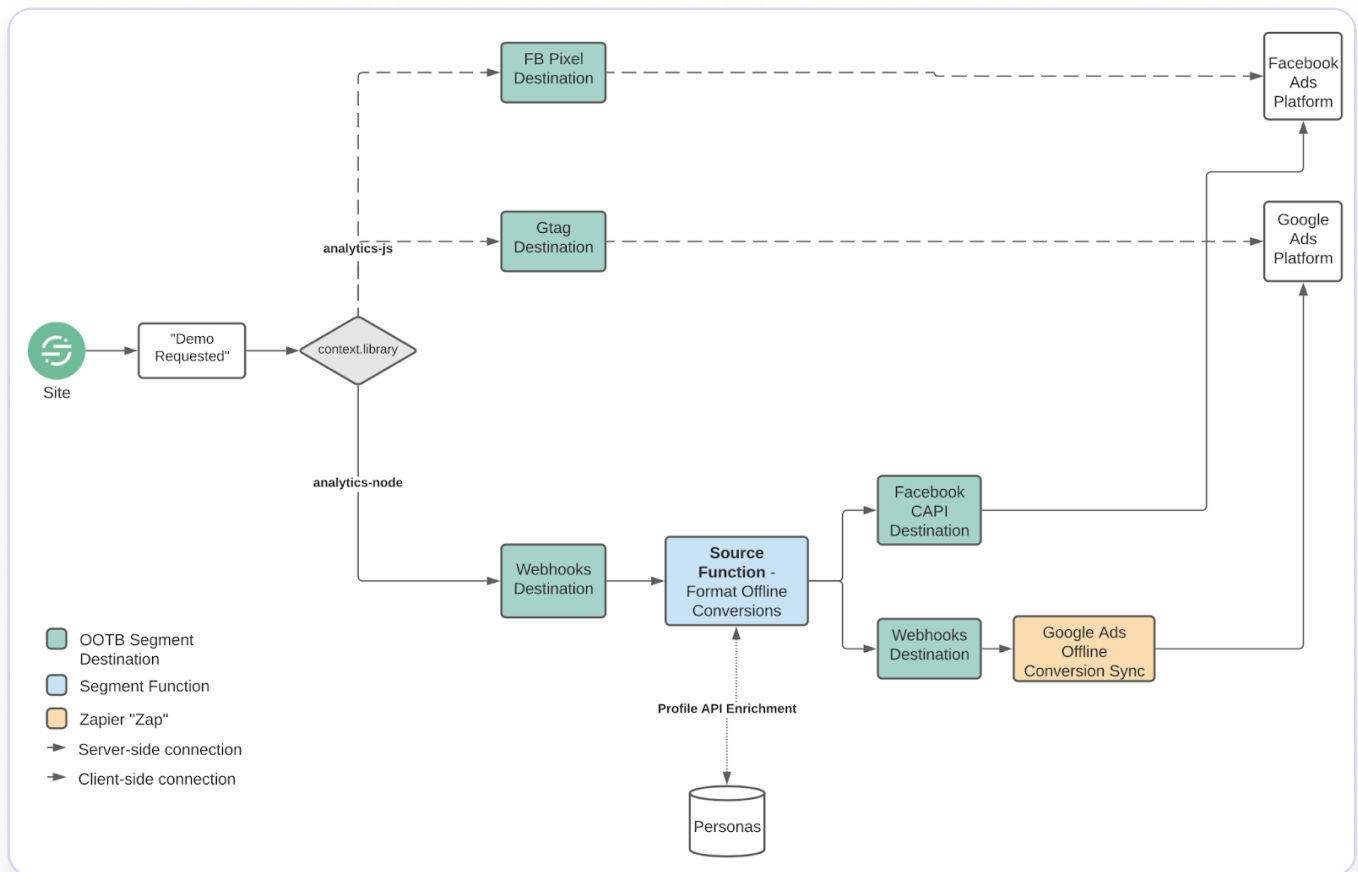 FB Pixel
Destination
Facebook
Ads
Platform
analytics-js
Gtag
Destination
Google
Ads
Platform
Site
"Demo
Requested"
context.library
analytics-node
Webhooks
Destination
Source
Function -
Format Offline
Conversions
Facebook
CAPI
Destination
Webhooks
Destination
Google Ads
Offline
Conversion Sync
Profile API Enrichment
Personas
OOTB Segment
Destination
Segment Function
Zapier "Zap"
Server-side connection
Client-side connection